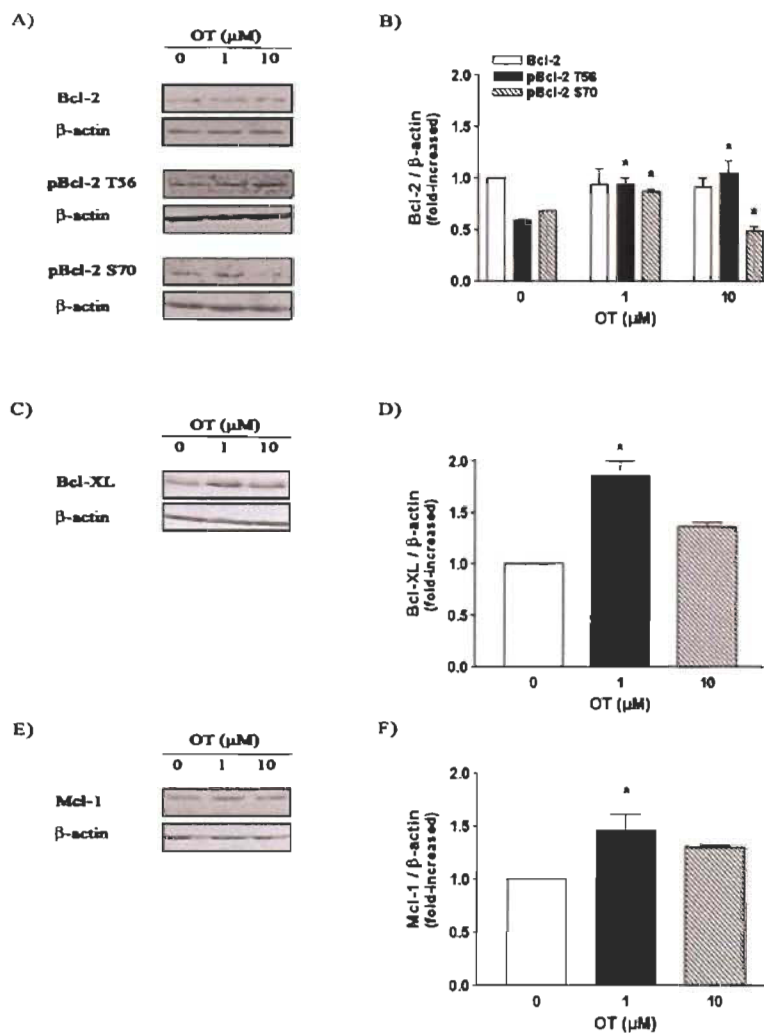 A)
OT (µM)
0 1 10
Bcl-2
β-actin
pBcl-2 T56
β-actin
pBcl-2 S70
β-actin
B)
Bcl-2
pBcl-2 T56
pBcl-2 S70
Bcl-2 / β-actin
(fold-increased)
2.0
1.5
1.0
0.5
0.0
* * * *
0 1 10
OT (µM)
C)
OT (µM)
0 1 10
Bcl-XL
β-actin
D)
Bcl-XL / β-actin
(fold-increased)
2.0
1.5
1.0
0.5
0.0
*
0 1 10
OT (µM)
E)
OT (µM)
0 1 10
Mcl-1
β-actin
F)
Mcl-1 / β-actin
(fold-increased)
2.0
1.5
1.0
0.5
0.0
*
0 1 10
OT (µM)